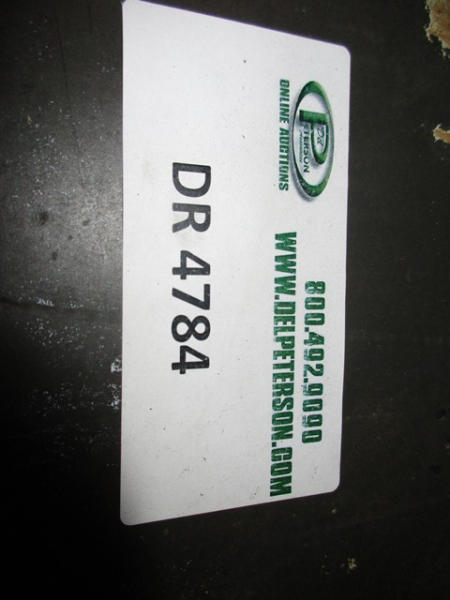 PETERSON
ONLINE AUCTIONS
800.492.9090
WWW.DELPETERSON.COM
DR 4784